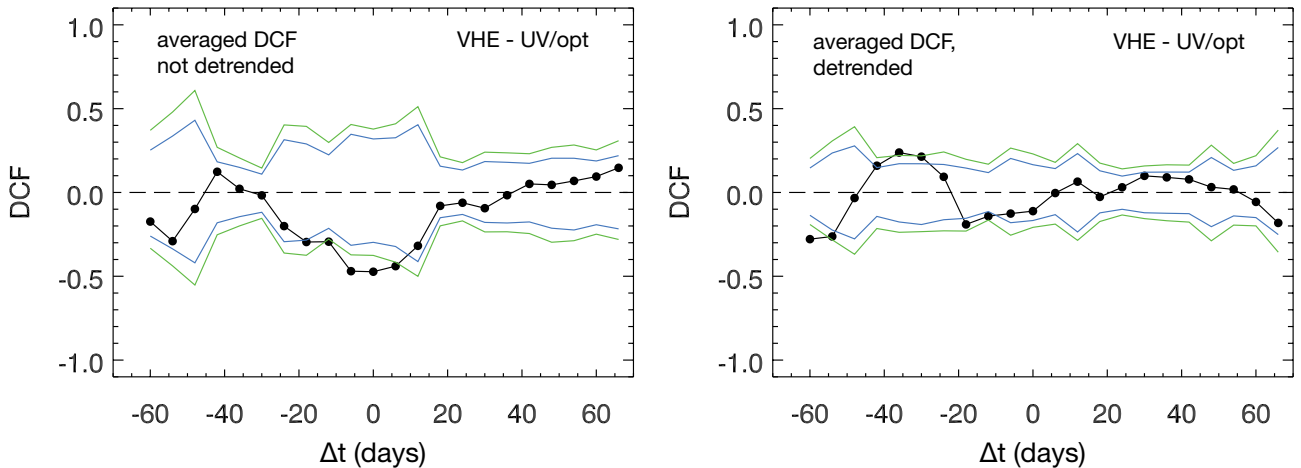 averaged DCF
not detrended
VHE - UV/opt
DCF
1.0
0.5
0.0
-0.5
-1.0
-60 -40 -20 0 20 40 60
Δt (days)
averaged DCF,
detrended
VHE - UV/opt
DCF
1.0
0.5
0.0
-0.5
-1.0
-60 -40 -20 0 20 40 60
Δt (days)